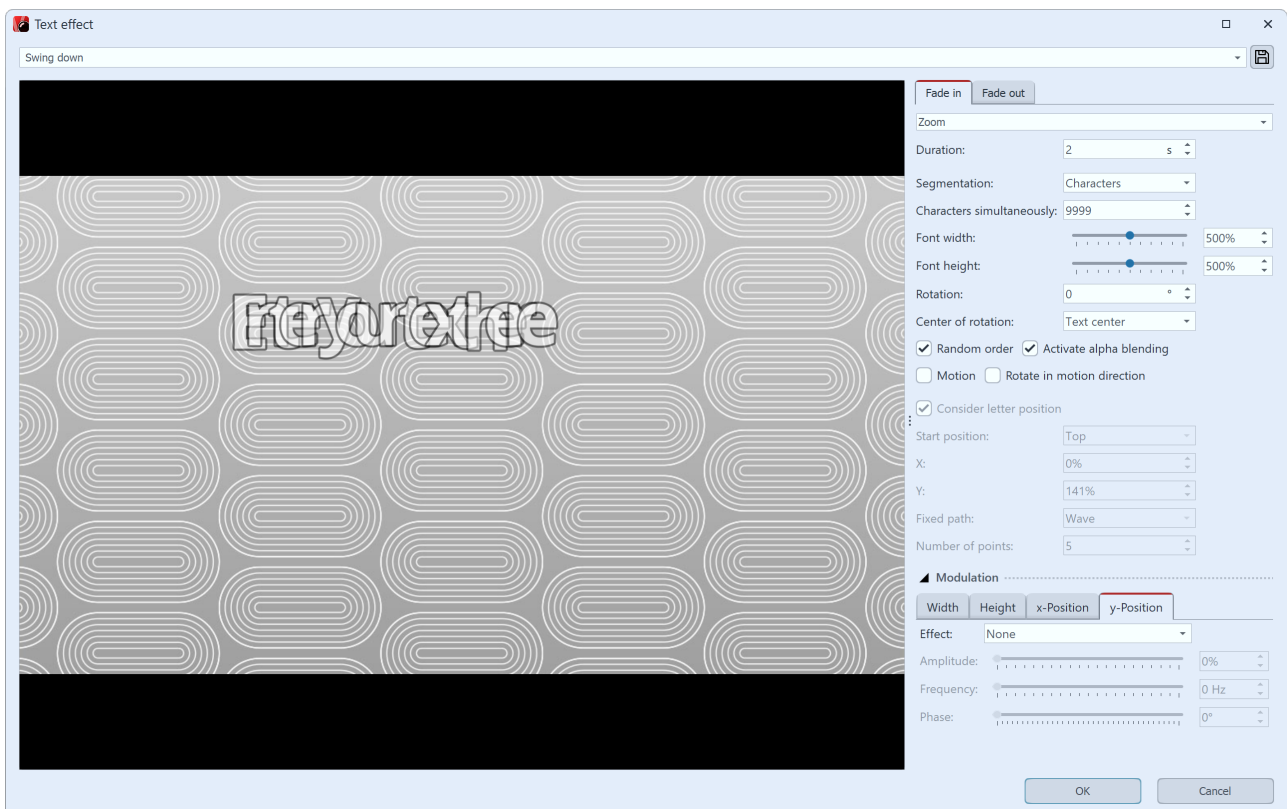 Text effect
Swing down
Fade in Fade out
Zoom
Duration: 2 s
Segmentation: Characters
Characters simultaneously: 9999
Font width: 500%
Font height: 500%
Rotation: 0 °
Center of rotation: Text center
Random order Activate alpha blending
Motion Rotate in motion direction
Consider letter position
Start position: Top
X: 0%
Y: 141%
Fixed path: Wave
Number of points: 5
Modulation
Width Height x-Position y-Position
Effect: None
Amplitude: 0%
Frequency: 0 Hz
Phase: 0°
OK Cancel